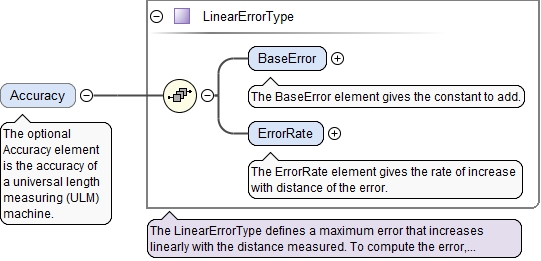 LinearErrorType
BaseError
The BaseError element gives the constant to add.
Accuracy
The optional
Accuracy element
is the accuracy of
a universal length
measuring (ULM)
machine.
ErrorRate
The ErrorRate element gives the rate of increase
with distance of the error.
The LinearErrorType defines a maximum error that increases
linearly with the distance measured. To compute the error,...